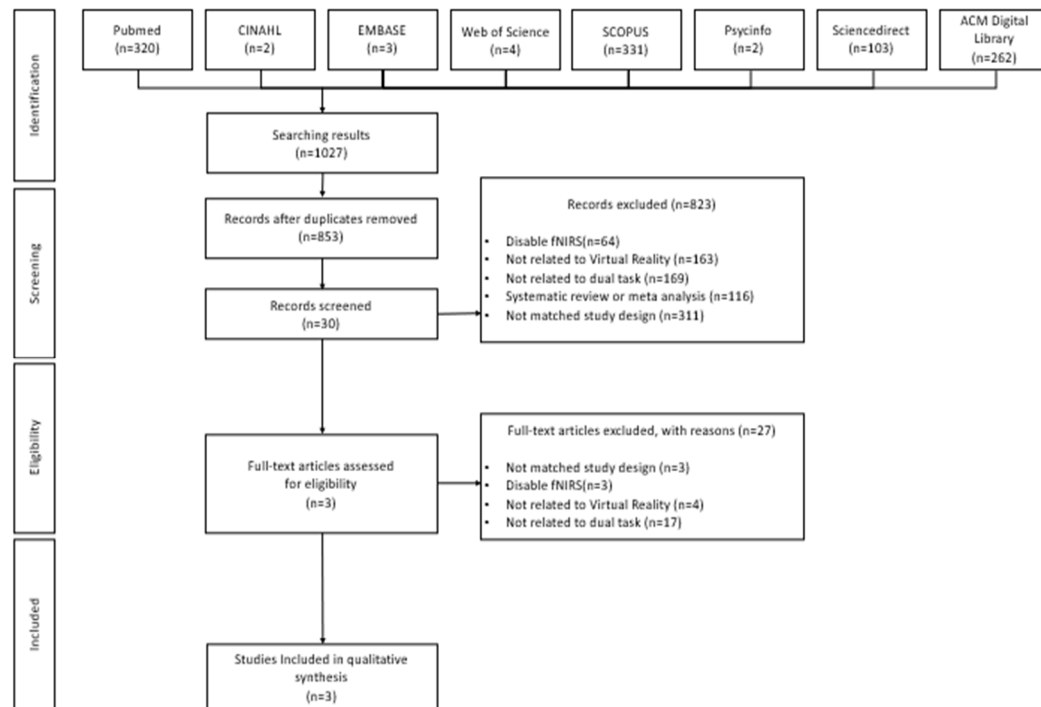 Identification
Pubmed
(n=320)
CINAHL
(n=2)
EMBASE
(n=3)
Web of Science
(n=4)
SCOPUS
(n=331)
Psycinfo
(n=2)
Sciencedirect
(n=103)
ACM Digital
Library
(n=262)
Searching results
(n=1027)
Screening
Records after duplicates removed
(n=853)
Records screened
(n=30)
Records excluded (n=823)
• Disable fNIRS(n=64)
• Not related to Virtual Reality (n=163)
• Not related to dual task (n=169)
• Systematic review or meta analysis (n=116)
• Not matched study design (n=311)
Eligibility
Full-text articles assessed
for eligibility
(n=3)
Full-text articles excluded, with reasons (n=27)
• Not matched study design (n=3)
• Disable fNIRS(n=3)
• Not related to Virtual Reality (n=4)
• Not related to dual task (n=17)
Included
Studies Included in qualitative
synthesis
(n=3)